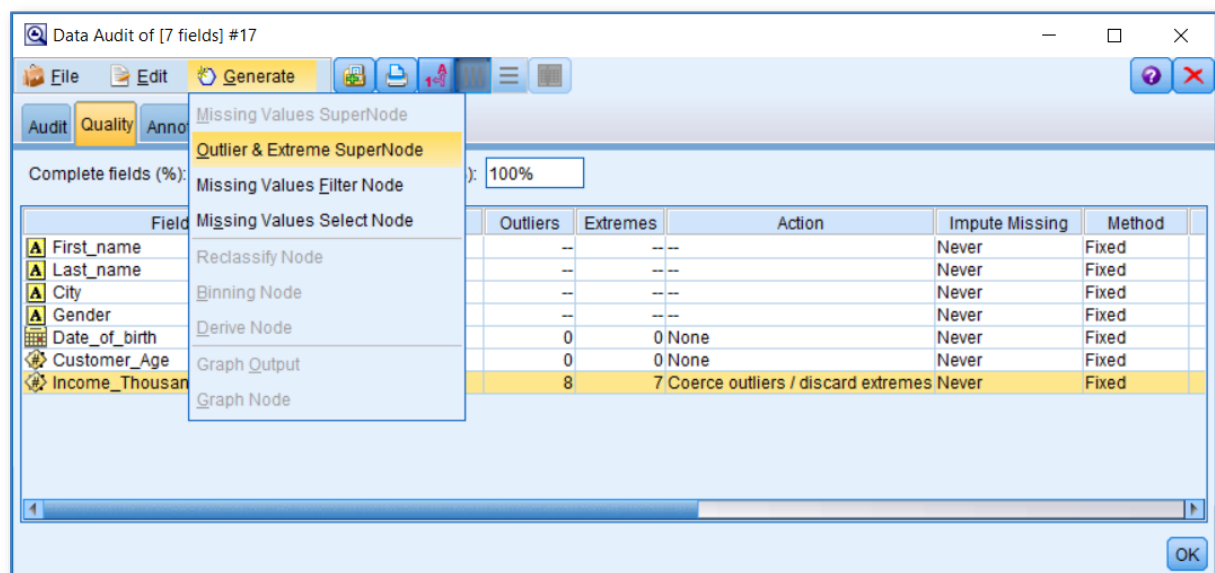 Data Audit of [7 fields] #17
File Edit Generate
Audit Quality Anno
Missing Values SuperNode
Outlier & Extreme SuperNode
Missing Values Filter Node
Missing Values Select Node
Reclassify Node
Binning Node
Derive Node
Graph Output
Graph Node
Complete fields (%): ): 100%
Field Outliers Extremes Action Impute Missing Method
A First_name -- -- -- Never Fixed
A Last_name -- -- -- Never Fixed
A City -- -- -- Never Fixed
A Gender -- -- -- Never Fixed
Date_of_birth 0 0 None Never Fixed
Customer_Age 0 0 None Never Fixed
Income_Thousan 8 7 Coerce outliers / discard extremes Never Fixed
OK